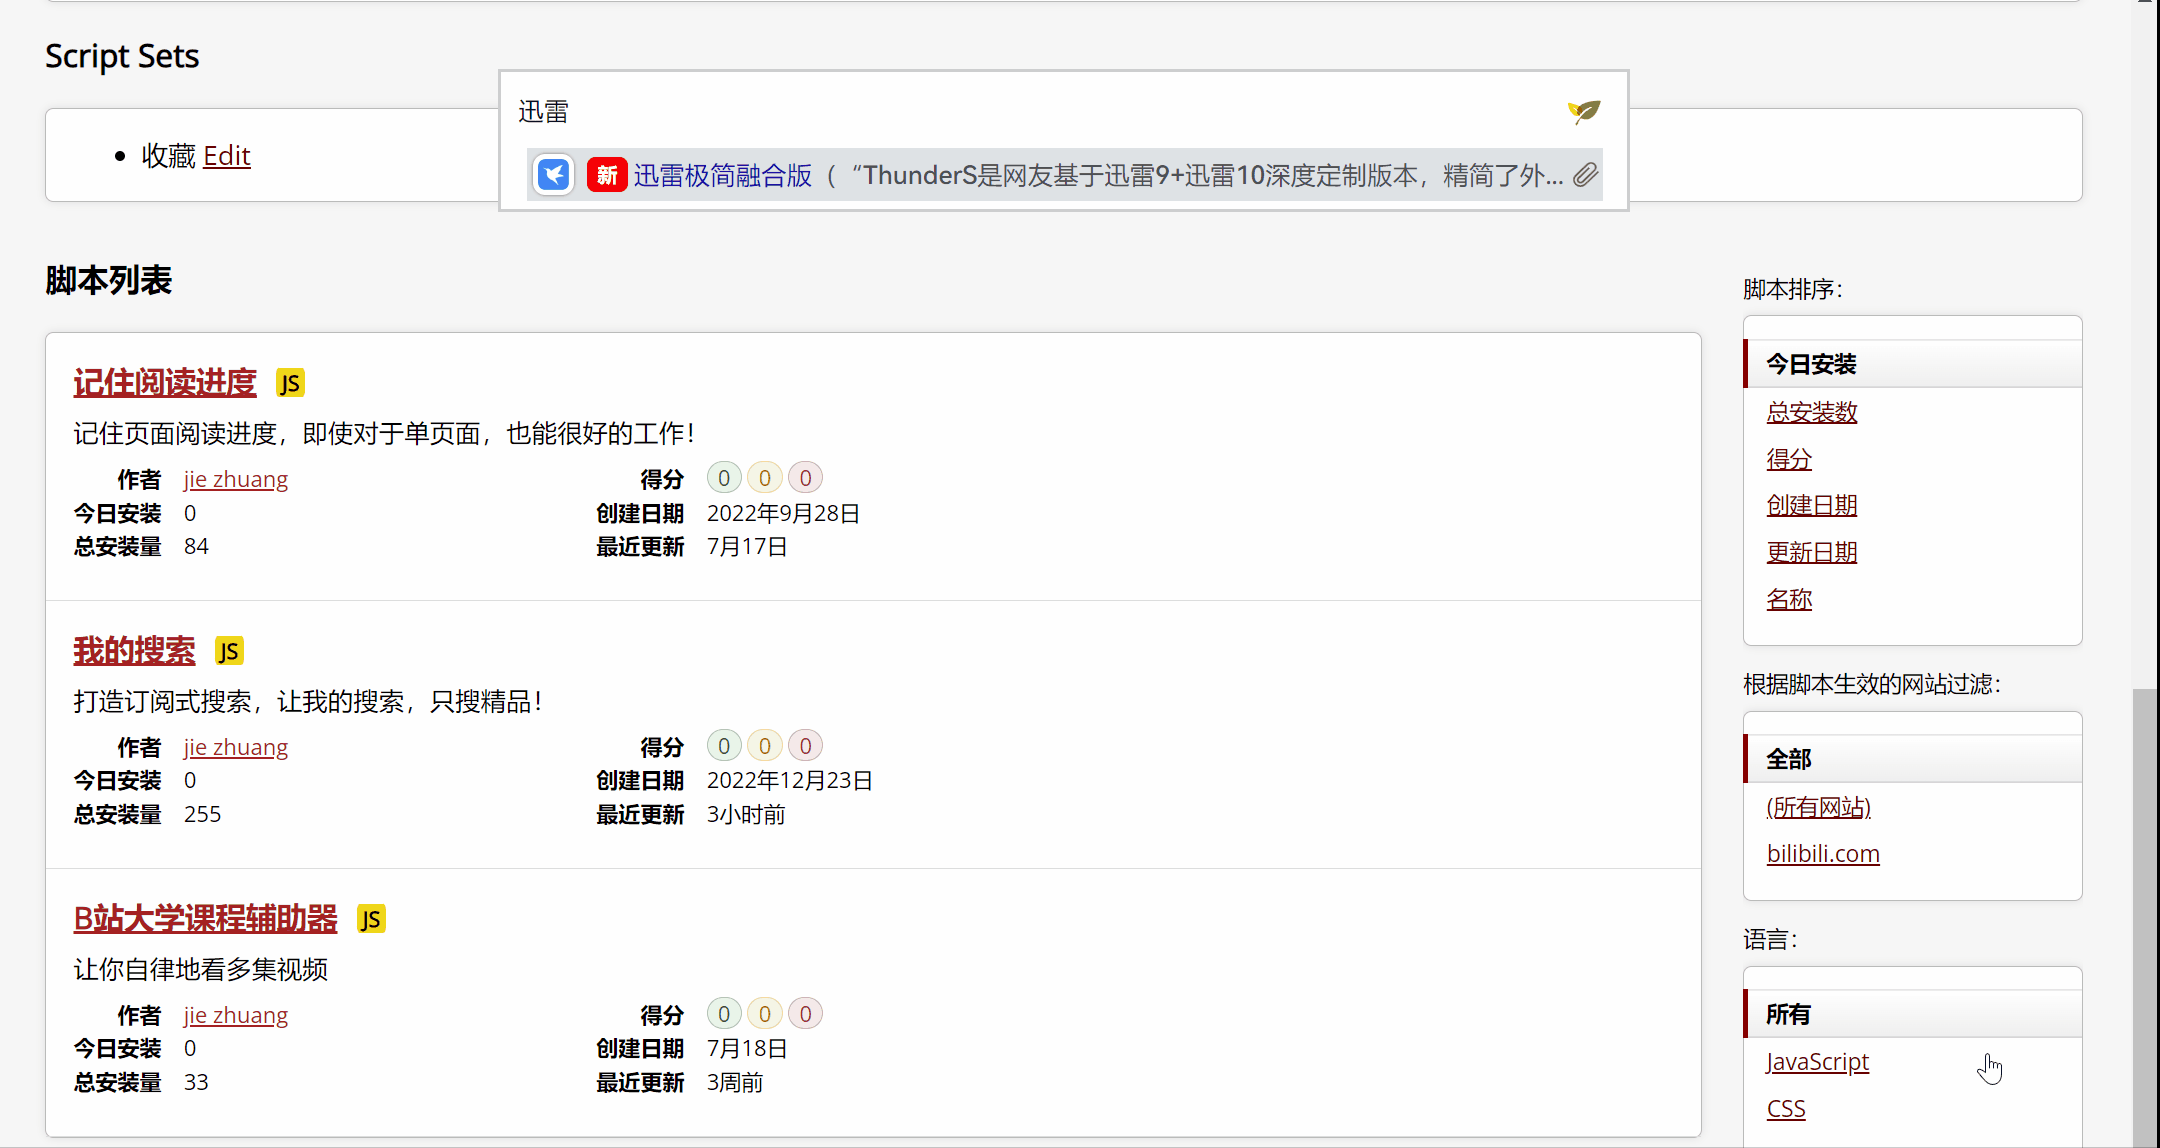 Script Sets
迅雷
收藏 Edit
新 迅雷极简融合版 （“ThunderS是网友基于迅雷9+迅雷10深度定制版本，精简了外...
脚本列表
记住阅读进度 JS
记住页面阅读进度，即使对于单页面，也能很好的工作！
作者 jie zhuang 得分 0 0 0
今日安装 0 创建日期 2022年9月28日
总安装量 84 最近更新 7月17日
我的搜索 JS
打造订阅式搜索，让我的搜索，只搜精品！
作者 jie zhuang 得分 0 0 0
今日安装 0 创建日期 2022年12月23日
总安装量 255 最近更新 3小时前
B站大学课程辅助器 JS
让你自律地看多集视频
作者 jie zhuang 得分 0 0 0
今日安装 0 创建日期 7月18日
总安装量 33 最近更新 3周前
脚本排序：
今日安装
总安装数
得分
创建日期
更新日期
名称
根据脚本生效的网站过滤：
全部
(所有网站)
bilibili.com
语言：
所有
JavaScript
CSS